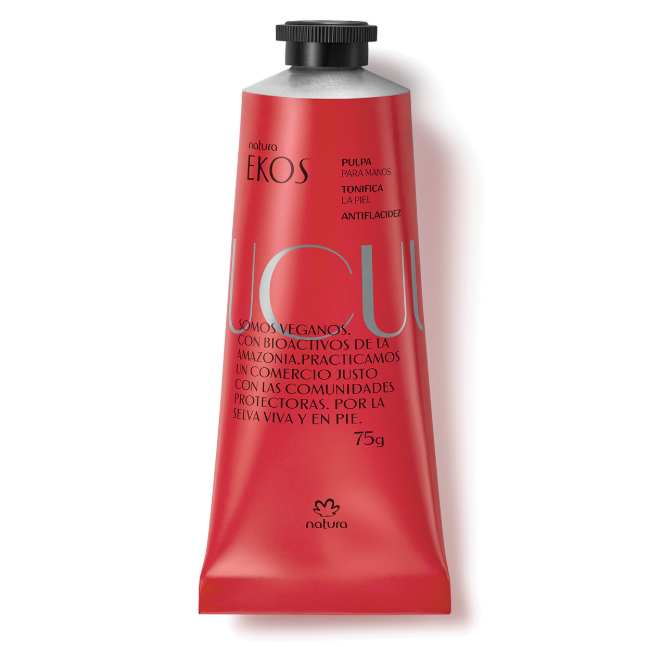 natura
EKOS
PULPA
PARA MANOS
TONIFICA
LA PIEL
ANTIFLACIDEZ
UCUU
SOMOS VEGANOS.
CON BIOACTIVOS DE LA
AMAZONIA.PRACTICAMOS
UN COMERCIO JUSTO
CON LAS COMUNIDADES
PROTECTORAS. POR LA
SELVA VIVA Y EN PIE.
75g
natura